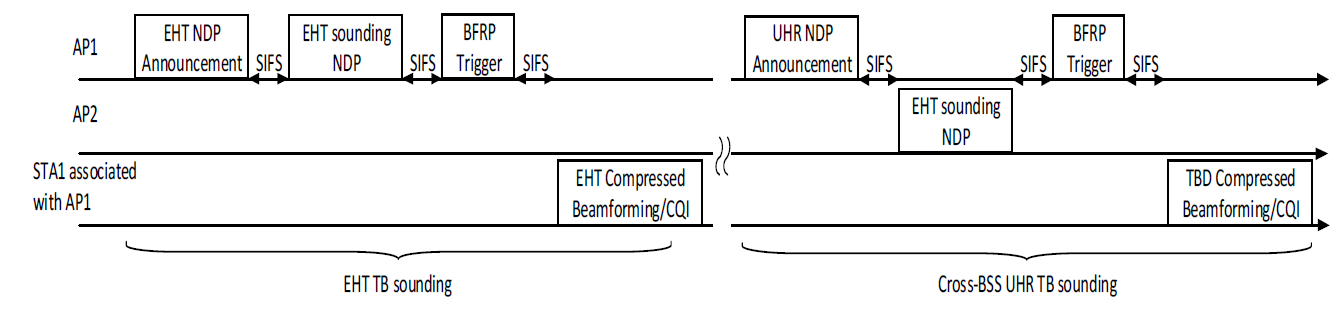 AP1
EHT NDP
Announcement
SIFS
EHT sounding
NDP
SIFS
BFRP
Trigger
SIFS
UHR NDP
Announcement
SIFS
SIFS
BFRP
Trigger
SIFS
AP2
EHT sounding
NDP
STA1 associated
with AP1
EHT Compressed
Beamforming/CQI
TBD Compressed
Beamforming/CQI
EHT TB sounding
Cross-BSS UHR TB sounding